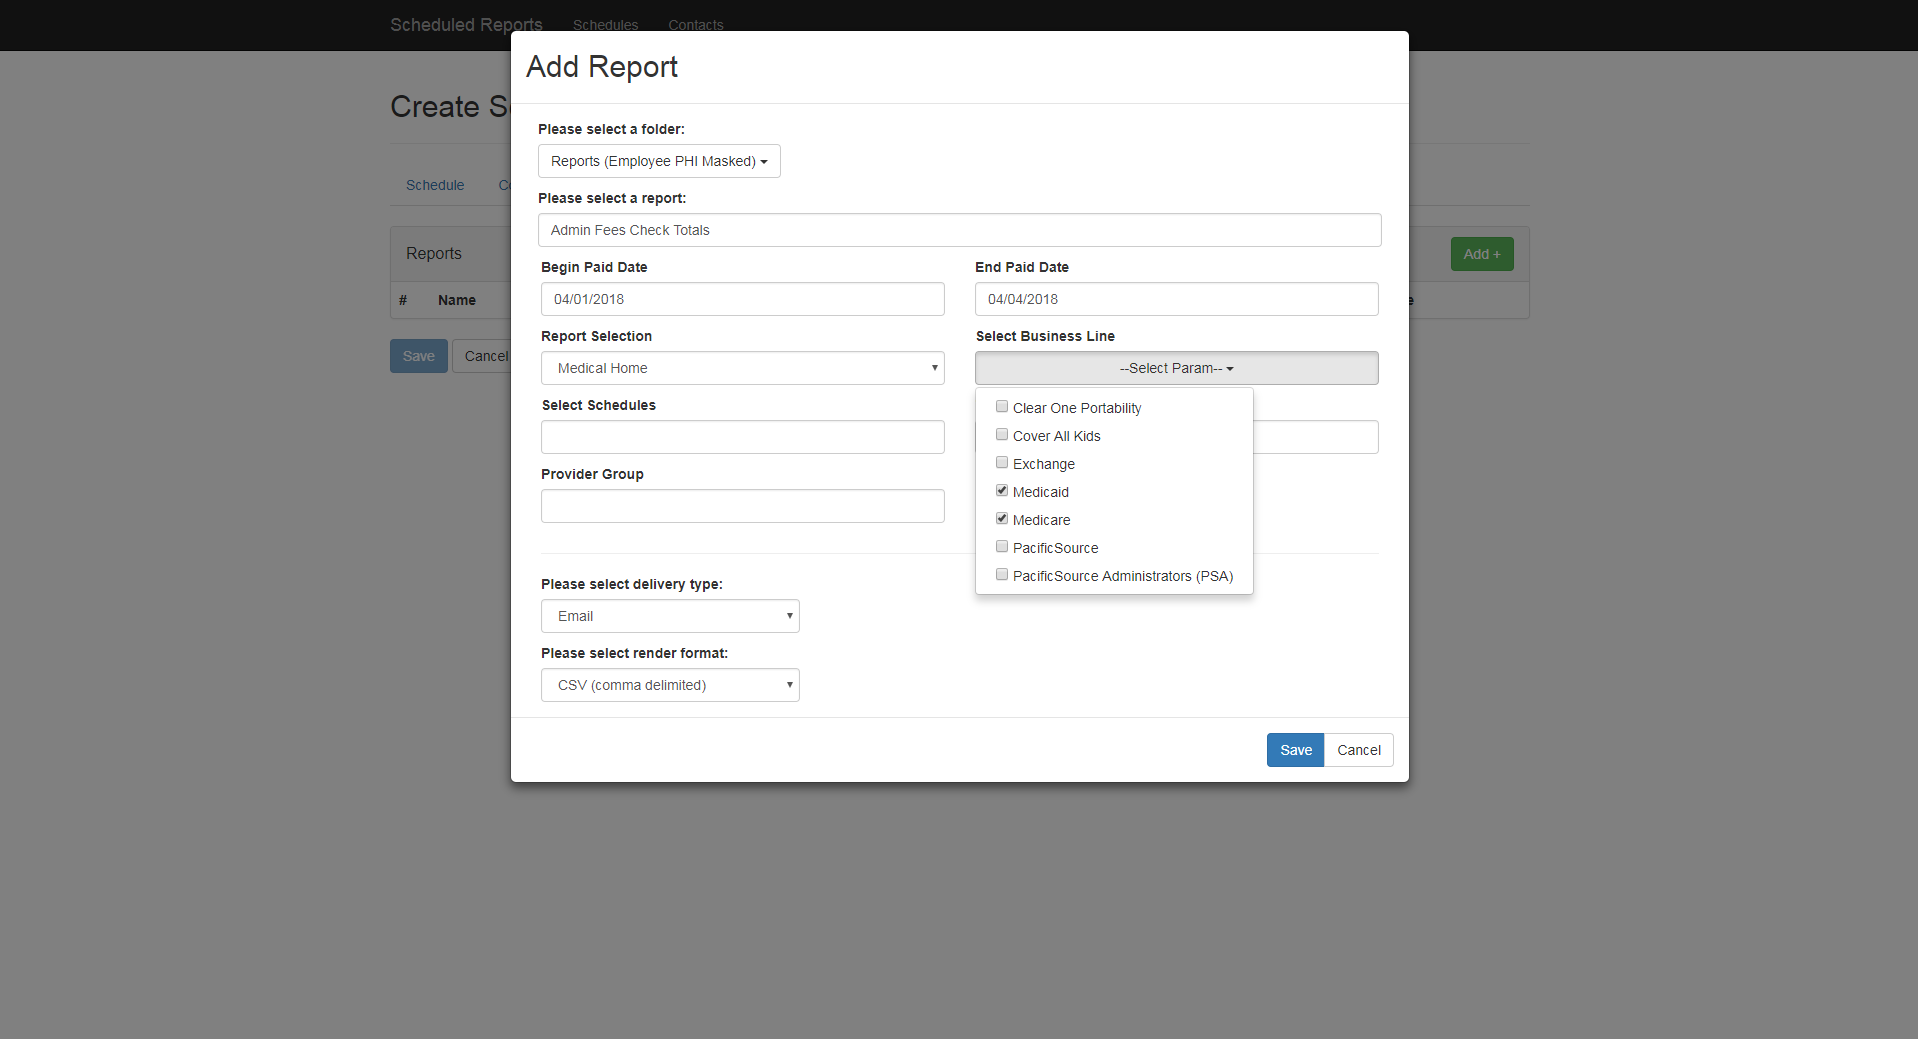 Scheduled Reports Schedules Contacts
Add Report
Create S
Please select a folder:
Reports (Employee PHI Masked)
Schedule
Please select a report:
Admin Fees Check Totals
Reports
Add +
Begin Paid Date
End Paid Date
04/01/2018
04/04/2018
# Name
Report Selection
Select Business Line
Save Cancel
Medical Home
--Select Param--
Select Schedules
Clear One Portability
Cover All Kids
Exchange
Provider Group
Medicaid
Medicare
PacificSource
PacificSource Administrators (PSA)
Please select delivery type:
Email
Please select render format:
CSV (comma delimited)
Save Cancel